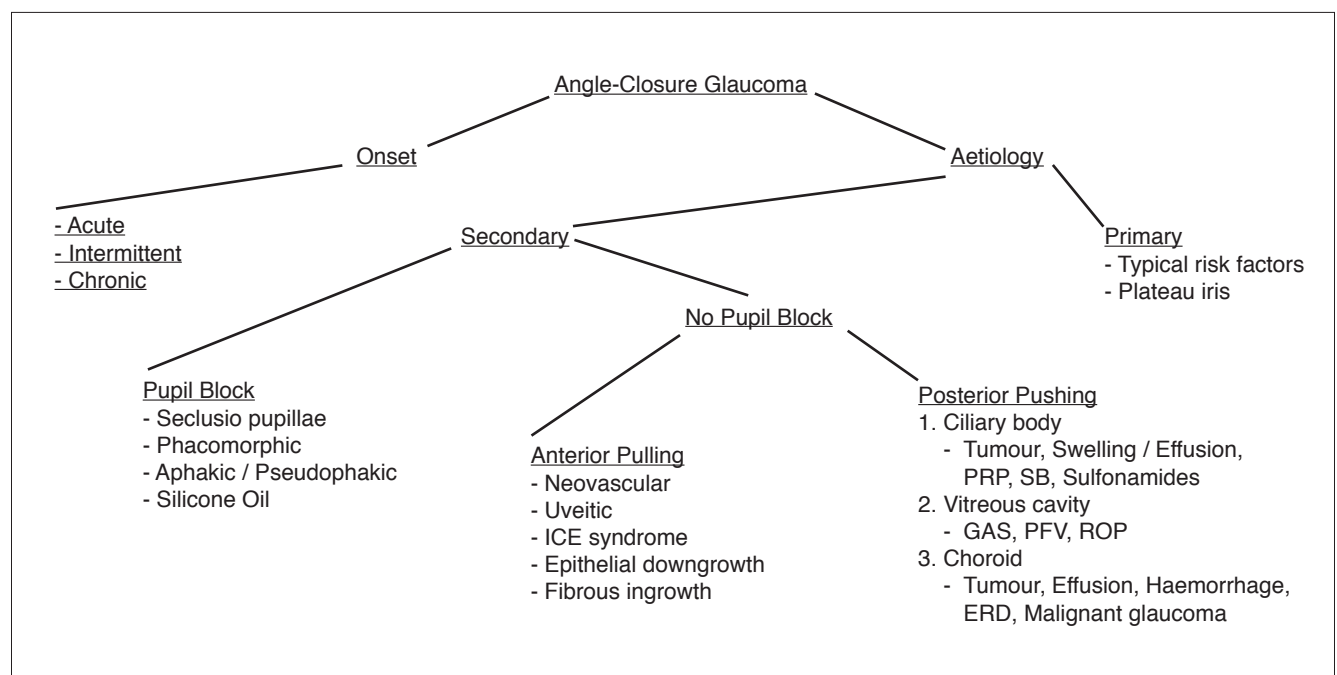 Angle-Closure Glaucoma
Onset
Aetiology
- Acute
- Intermittent
- Chronic
Secondary
Primary
- Typical risk factors
- Plateau iris
No Pupil Block
Pupil Block
- Seclusio pupillae
- Phacomorphic
- Aphakic / Pseudophakic
- Silicone Oil
Anterior Pulling
- Neovascular
- Uveitic
- ICE syndrome
- Epithelial downgrowth
- Fibrous ingrowth
Posterior Pushing
1. Ciliary body
- Tumour, Swelling / Effusion,
PRP, SB, Sulfonamides
2. Vitreous cavity
- GAS, PFV, ROP
3. Choroid
- Tumour, Effusion, Haemorrhage,
ERD, Malignant glaucoma